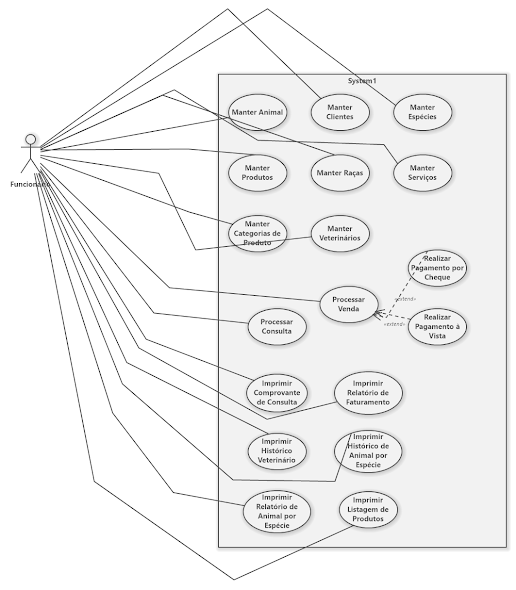 System1
Manter Animal
Manter
Clientes
Manter
Espécies
Funcionário
Manter
Produtos
Manter Raças
Manter
Serviços
Manter
Categorias de
Produto
Manter
Veterinários
Realizar
Pagamento por
Cheque
Processar
Venda
«extend»
«extend»
Realizar
Pagamento à
Vista
Processar
Consulta
Imprimir
Comprovante
de Consulta
Imprimir
Relatório de
Faturamento
Imprimir
Histórico
Veterinário
Imprimir
Histórico de
Animal por
Espécie
Imprimir
Relatório de
Animal por
Espécie
Imprimir
Listagem de
Produtos